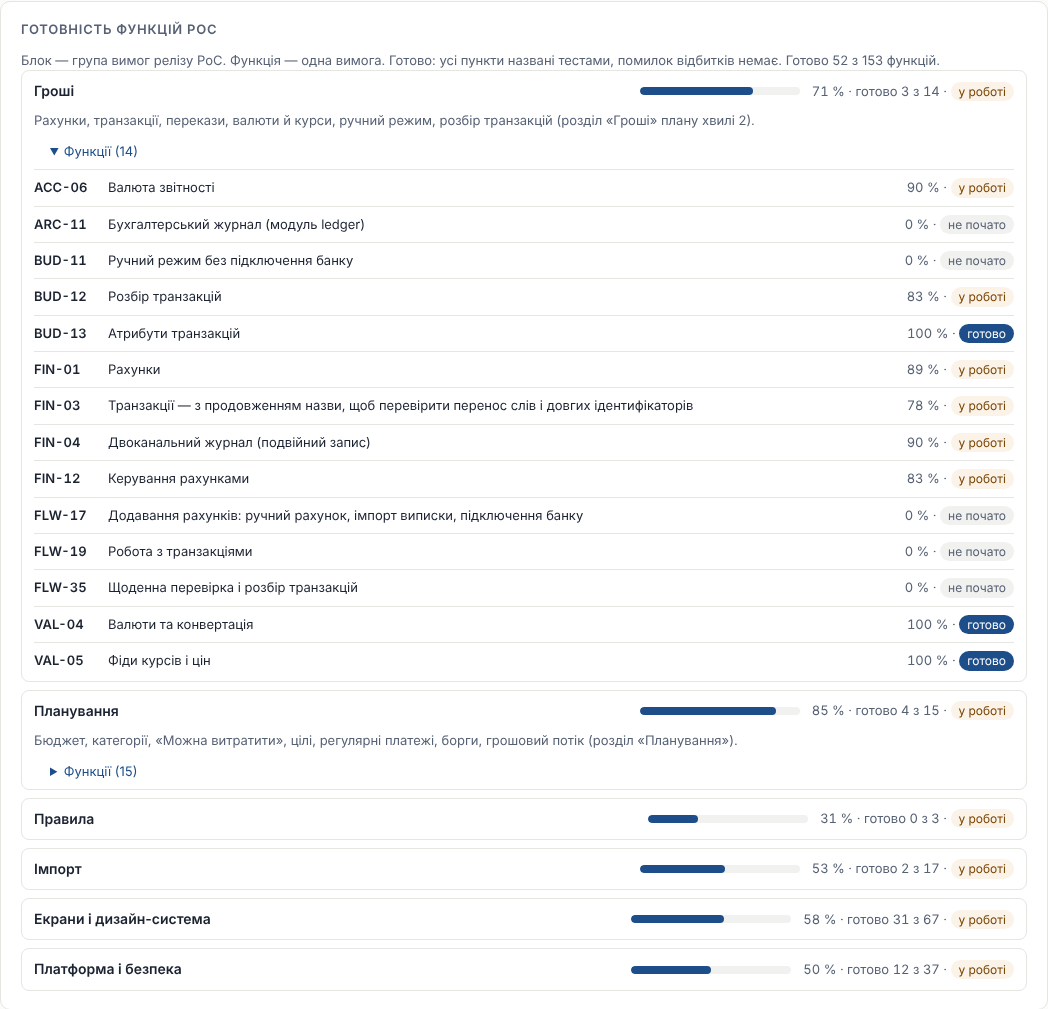 ГОТОВНІСТЬ ФУНКЦІЙ POC
Блок — група вимог релізу PoC. Функція — одна вимога. Готово: усі пункти названі тестами, помилок відбитків немає. Готово 52 з 153 функцій.
Гроші 71 % · готово 3 з 14 · у роботі
Рахунки, транзакції, перекази, валюти й курси, ручний режим, розбір транзакцій (розділ «Гроші» плану хвилі 2).
▼ Функції (14)
ACC-06 Валюта звітності 90 % · у роботі
ARC-11 Бухгалтерський журнал (модуль ledger) 0 % · не почато
BUD-11 Ручний режим без підключення банку 0 % · не почато
BUD-12 Розбір транзакцій 83 % · у роботі
BUD-13 Атрибути транзакцій 100 % · готово
FIN-01 Рахунки 89 % · у роботі
FIN-03 Транзакції — з продовженням назви, щоб перевірити перенос слів і довгих ідентифікаторів 78 % · у роботі
FIN-04 Двоканальний журнал (подвійний запис) 90 % · у роботі
FIN-12 Керування рахунками 83 % · у роботі
FLW-17 Додавання рахунків: ручний рахунок, імпорт виписки, підключення банку 0 % · не почато
FLW-19 Робота з транзакціями 0 % · не почато
FLW-35 Щоденна перевірка і розбір транзакцій 0 % · не почато
VAL-04 Валюти та конвертація 100 % · готово
VAL-05 Фіди курсів і цін 100 % · готово
Планування 85 % · готово 4 з 15 · у роботі
Бюджет, категорії, «Можна витратити», цілі, регулярні платежі, борги, грошовий потік (розділ «Планування»).
▶ Функції (15)
Правила 31 % · готово 0 з 3 · у роботі
Імпорт 53 % · готово 2 з 17 · у роботі
Екрани і дизайн-система 58 % · готово 31 з 67 · у роботі
Платформа і безпека 50 % · готово 12 з 37 · у роботі